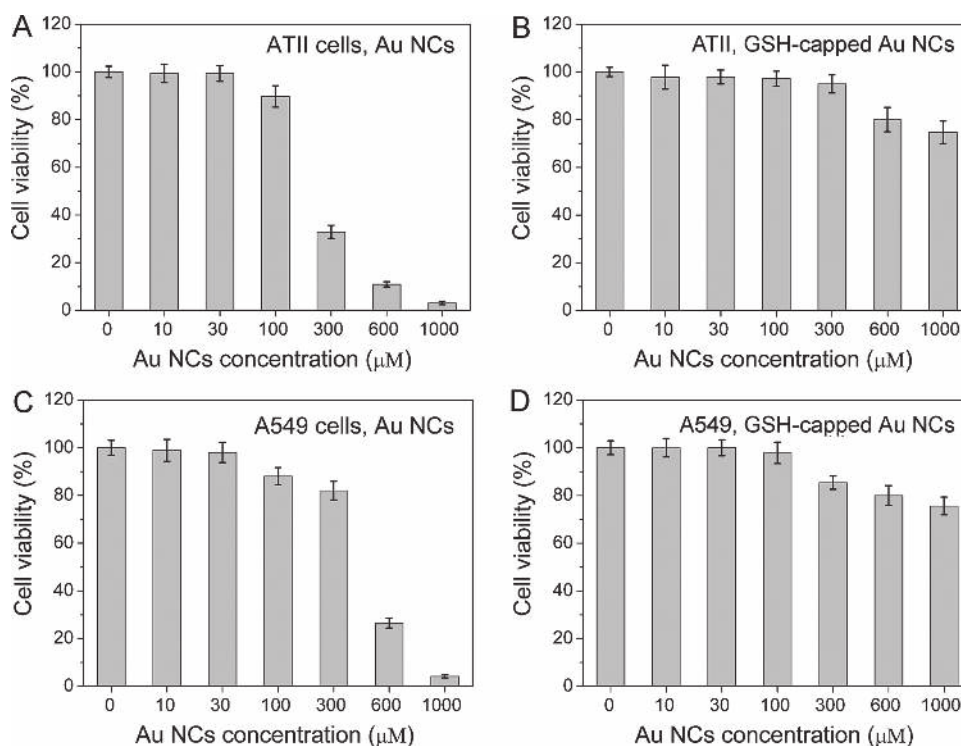 A
ATII cells, Au NCs
Cell viability (%)
120
100
80
60
40
20
0
0 10 30 100 300 600 1000
Au NCs concentration (μM)
B
ATII, GSH-capped Au NCs
Cell viability (%)
120
100
80
60
40
20
0
0 10 30 100 300 600 1000
Au NCs concentration (μM)
C
A549 cells, Au NCs
Cell viability (%)
120
100
80
60
40
20
0
0 10 30 100 300 600 1000
Au NCs concentration (μM)
D
A549, GSH-capped Au NCs
Cell viability (%)
120
100
80
60
40
20
0
0 10 30 100 300 600 1000
Au NCs concentration (μM)